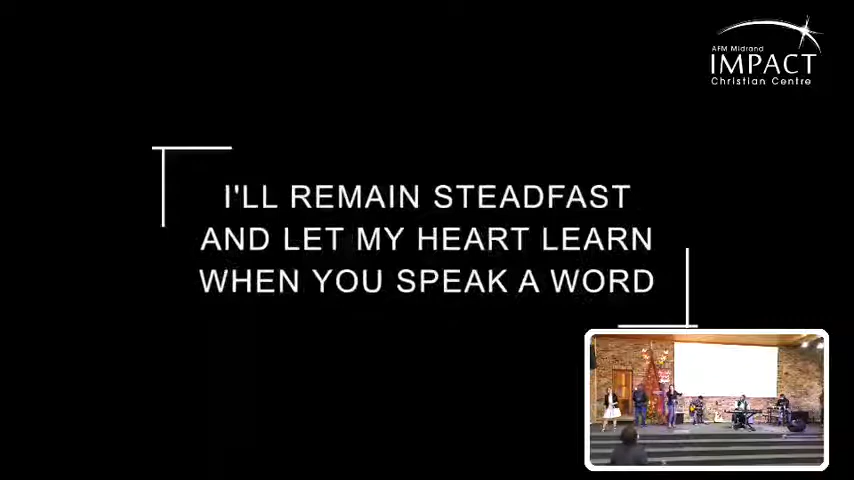 AFM Midrand
IMPACT
Christian Centre
I'LL REMAIN STEADFAST
AND LET MY HEART LEARN
WHEN YOU SPEAK A WORD